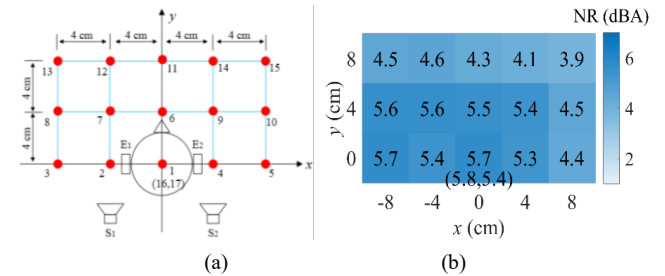 y
4 cm 4 cm 4 cm 4 cm
13 12 11 14 15
4 cm
8 7 6 9 10
4 cm
E1 E2
3 2 1 4 5 x
(16,17)
S1 S2
(a)
NR (dBA)
8 4.5 4.6 4.3 4.1 3.9 6
y (cm) 4 5.6 5.6 5.5 5.4 4.5 4
0 5.7 5.4 5.7 5.3 4.4 2
(5.8,5.4)
-8 -4 0 4 8
x (cm)
(b)